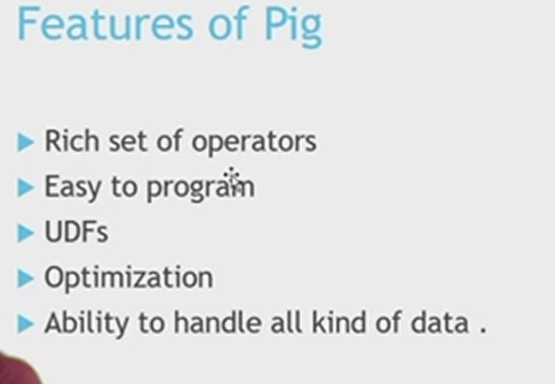 Features of Pig
Rich set of operators
Easy to program
UDFs
Optimization
Ability to handle all kind of data .